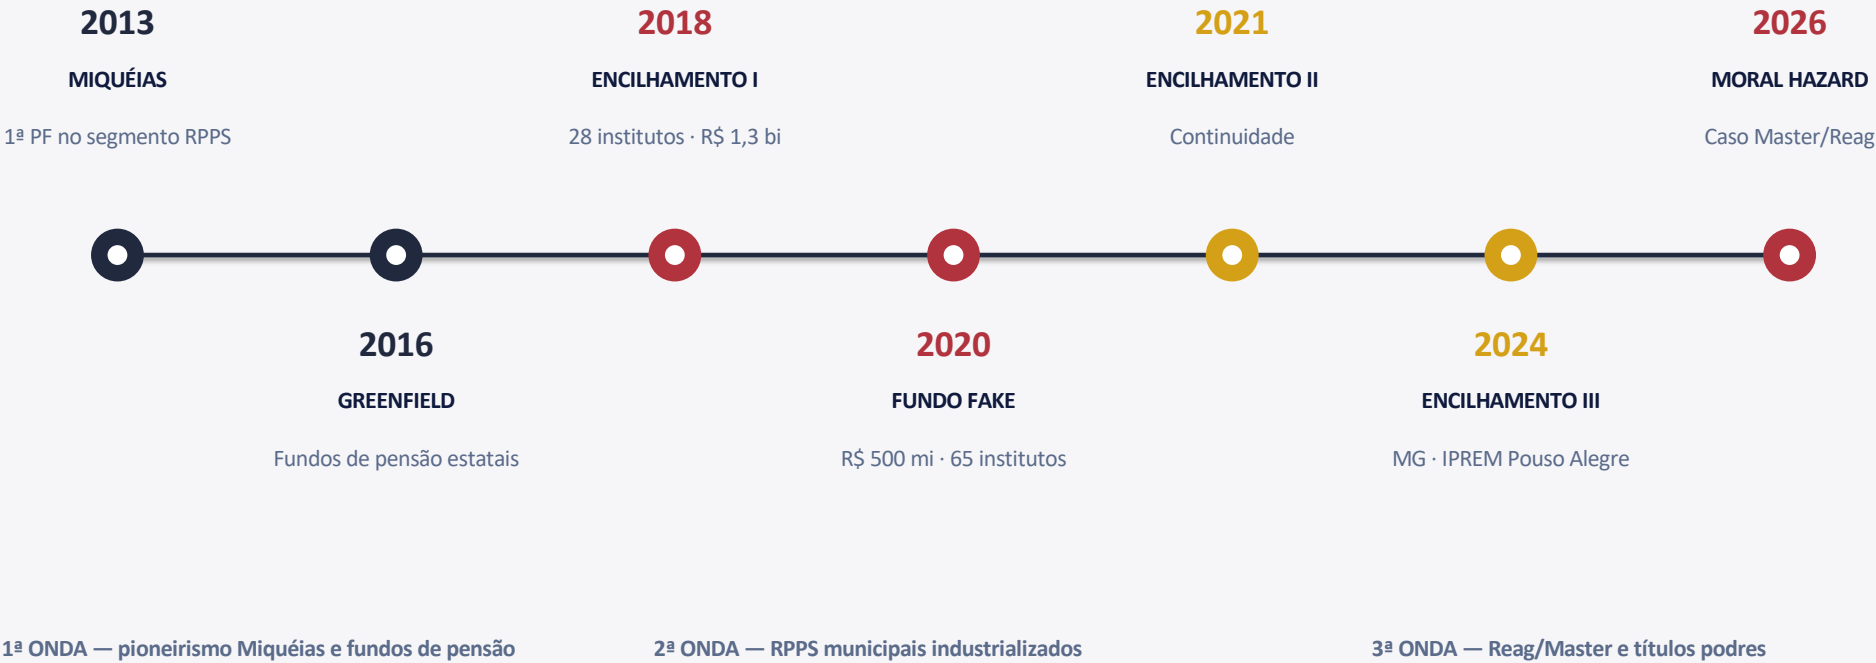 2013
MIQUÉIAS
1ª PF no segmento RPPS
2018
ENCILHAMENTO I
28 institutos · R$ 1,3 bi
2021
ENCILHAMENTO II
Continuidade
2026
MORAL HAZARD
Caso Master/Reag
2016
GREENFIELD
Fundos de pensão estatais
2020
FUNDO FAKE
R$ 500 mi · 65 institutos
2024
ENCILHAMENTO III
MG · IPREM Pouso Alegre
1ª ONDA — pioneirismo Miquéias e fundos de pensão
2ª ONDA — RPPS municipais industrializados
3ª ONDA — Reag/Master e títulos podres